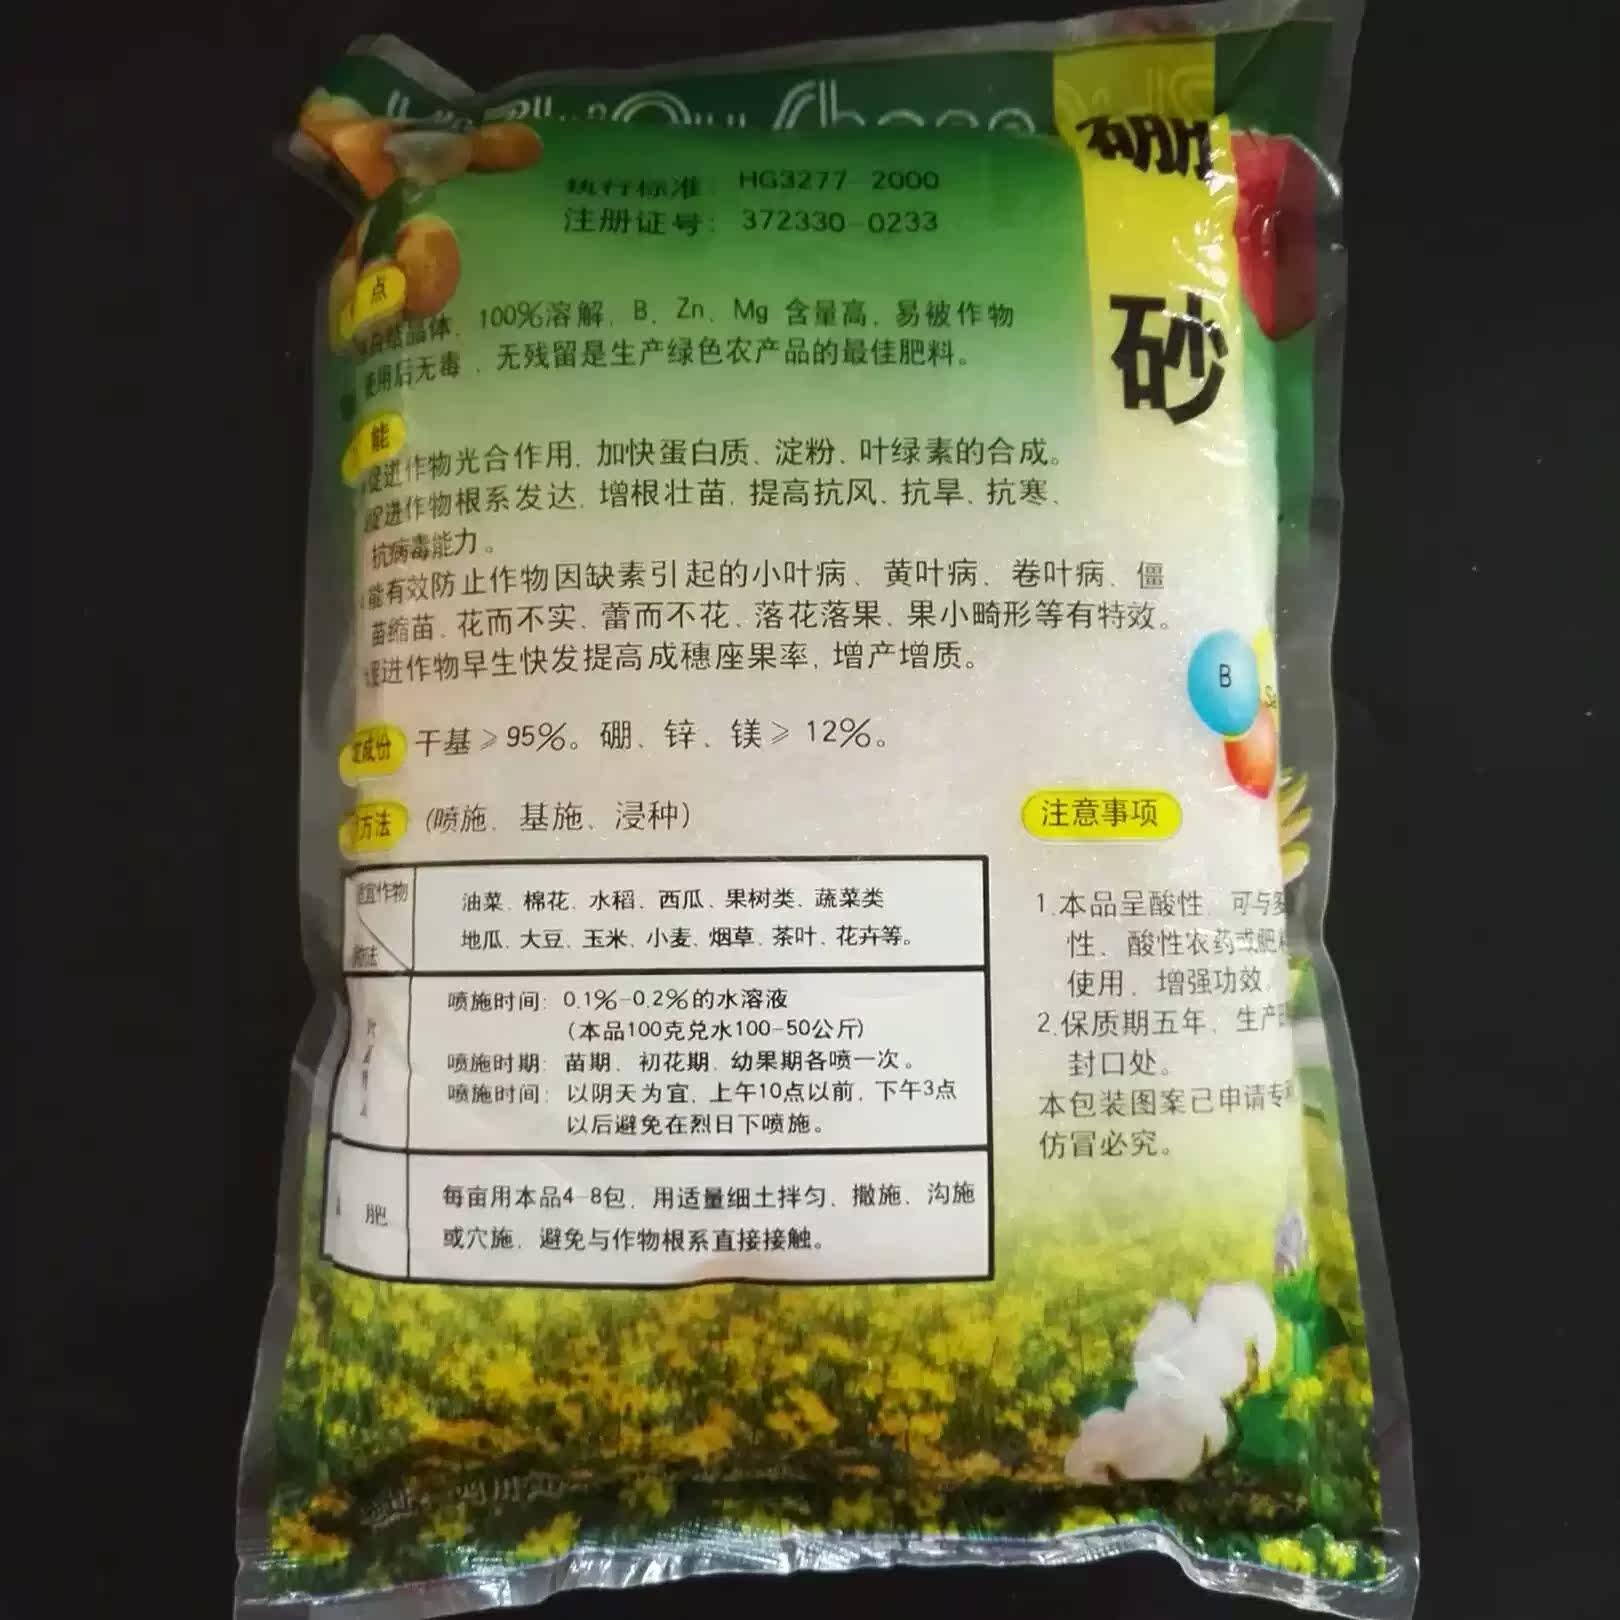 硼
砂
执行标准: HG3277-2000
注册证号: 372330-0233
点
结晶体, 100%溶解, B、Zn、Mg 含量高, 易被作物
使用后无毒, 无残留是生产绿色农产品的最佳肥料。
能
促进作物光合作用, 加快蛋白质、淀粉、叶绿素的合成。
促进作物根系发达, 增根壮苗, 提高抗风、抗旱、抗寒、
抗病毒能力。
能有效防止作物因缺素引起的小叶病、黄叶病、卷叶病、僵
苗缩苗, 花而不实、蕾而不花、落花落果、果小畸形等有特效。
促进作物早生快发提高成穗座果率, 增产增质。
B
成份 干基≥95%。硼、锌、镁≥12%。
方法 (喷施、基施、浸种)
适宜作物
方法
油菜、棉花、水稻、西瓜、果树类、蔬菜类
地瓜、大豆、玉米、小麦、烟草、茶叶、花卉等。
喷施时间: 0.1%-0.2%的水溶液
(本品100克兑水100-50公斤)
喷施时期: 苗期、初花期、幼果期各喷一次。
喷施时间: 以阴天为宜, 上午10点以前, 下午3点
以后避免在烈日下喷施。
肥
每亩用本品4-8包, 用适量细土拌匀、撒施、沟施
或穴施, 避免与作物根系直接接触。
注意事项
1.本品呈酸性, 可与
性、酸性农药或肥
使用, 增强功效,
2.保质期五年, 生产
封口处。
本包装图案已申请专
仿冒必究。